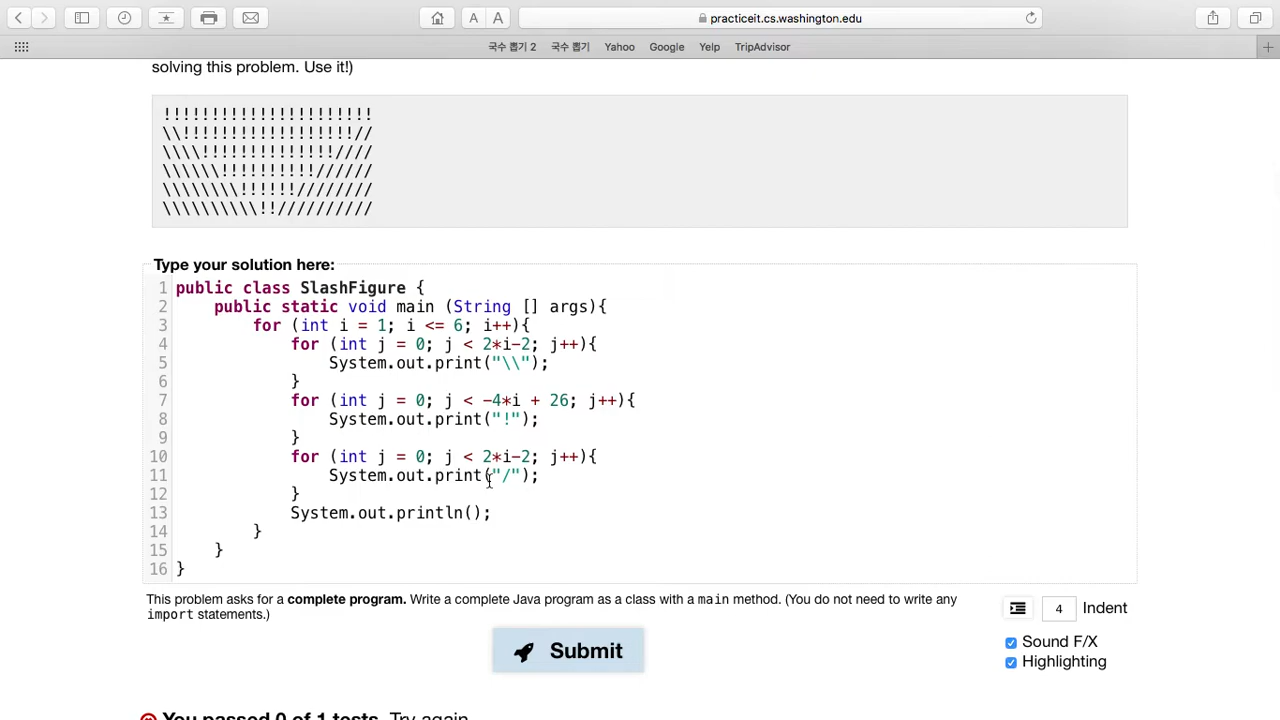 A A practiceit.cs.washington.edu
국수 뽑기 2 국수 뽑기 Yahoo Google Yelp TripAdvisor
solving this problem. Use it!)
!!!!!!!!!!!!!!!!!!!!!!
\\!!!!!!!!!!!!!!!!!!//
\\\\!!!!!!!!!!!!!!////
\\\\\\!!!!!!!!!!//////
\\\\\\\\!!!!!!////////
\\\\\\\\\\!!//////////
Type your solution here:
1 public class SlashFigure {
2 public static void main (String [] args){
3 for (int i = 1; i <= 6; i++){
4 for (int j = 0; j < 2*i-2; j++){
5 System.out.print("\\");
6 }
7 for (int j = 0; j < -4*i + 26; j++){
8 System.out.print("!");
9 }
10 for (int j = 0; j < 2*i-2; j++){
11 System.out.print("/");
12 }
13 System.out.println();
14 }
15 }
16 }
This problem asks for a complete program. Write a complete Java program as a class with a main method. (You do not need to write any
import statements.)
4 Indent
Sound F/X
Highlighting
Submit
You passed 0 of 1 tests. Try again